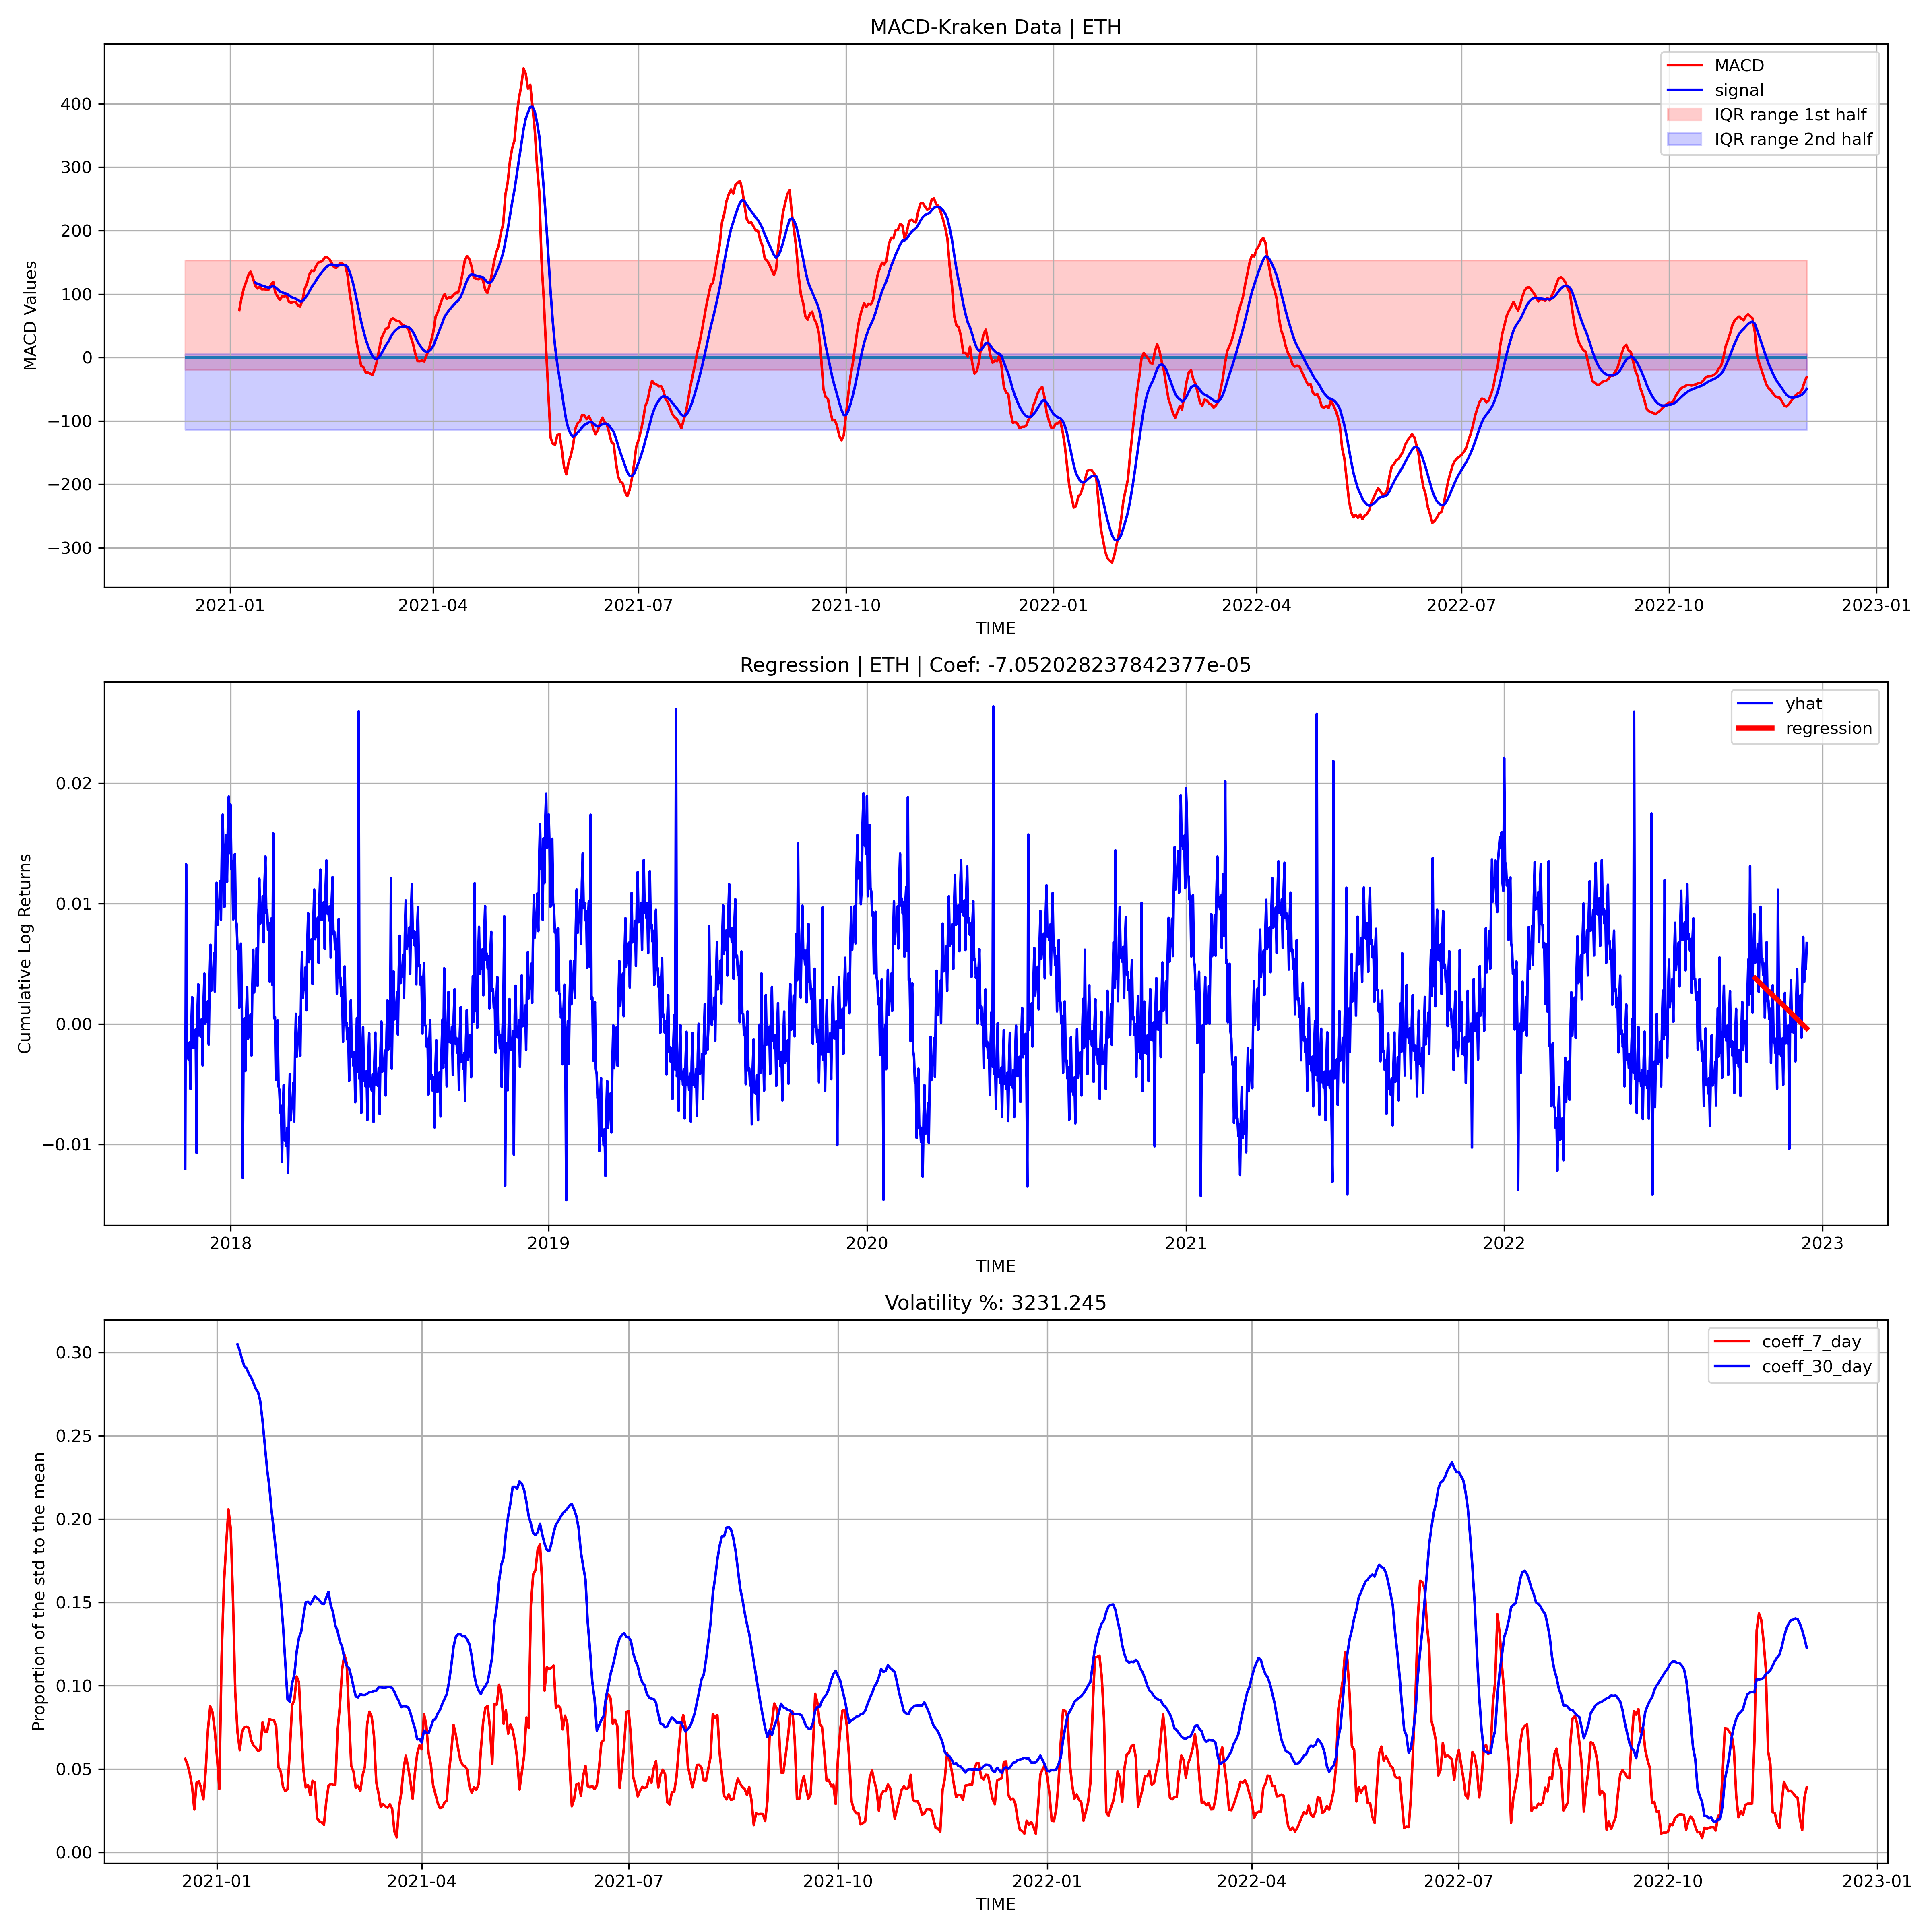 MACD-Kraken Data | ETH
MACD
signal
IQR range 1st half
IQR range 2nd half
MACD Values
400
300
200
100
0
−100
−200
−300
2021-01 2021-04 2021-07 2021-10 2022-01 2022-04 2022-07 2022-10 2023-01
TIME
Regression | ETH | Coef: -7.052028237842377e-05
yhat
regression
Cumulative Log Returns
0.02
0.01
0.00
−0.01
2018 2019 2020 2021 2022 2023
TIME
Volatility %: 3231.245
coeff_7_day
coeff_30_day
Proportion of the std to the mean
0.30
0.25
0.20
0.15
0.10
0.05
0.00
2021-01 2021-04 2021-07 2021-10 2022-01 2022-04 2022-07 2022-10 2023-01
TIME